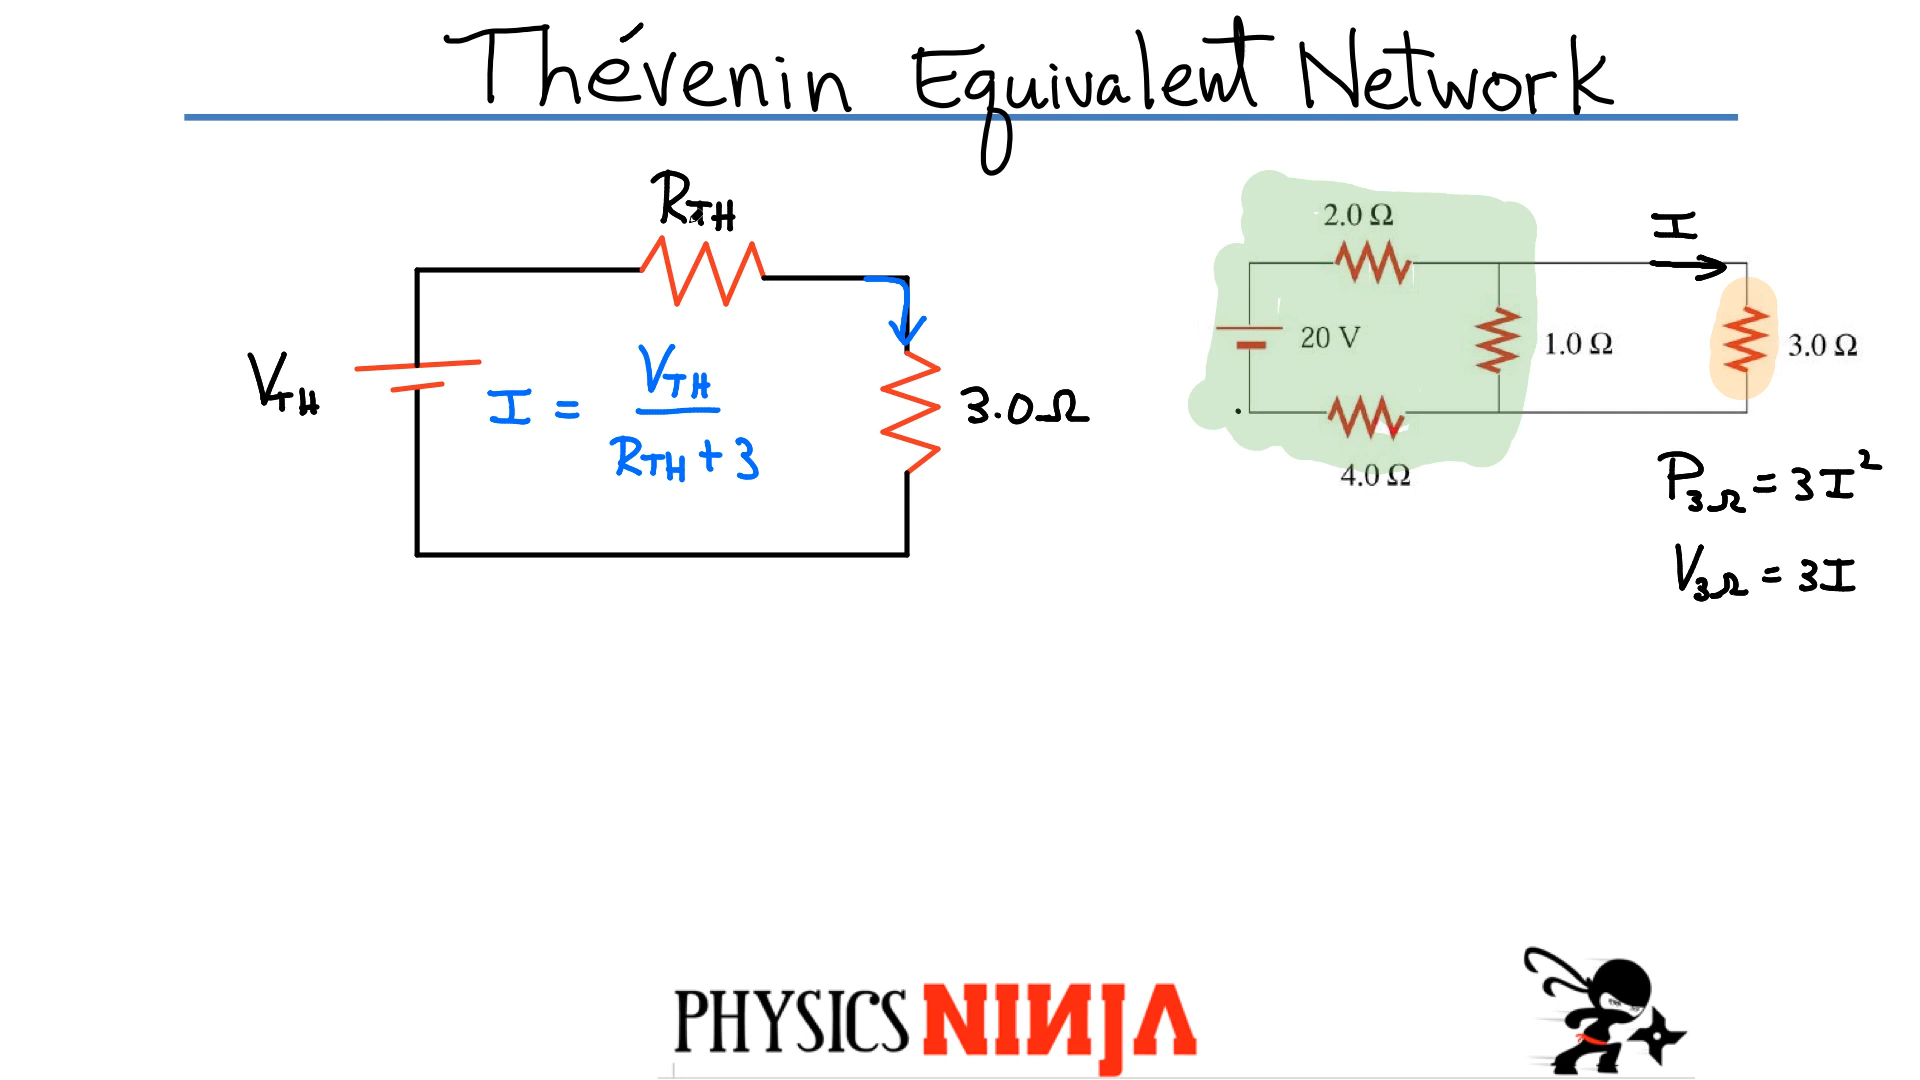 Thévenin Equivalent Network
R_TH
V_TH
I = V_TH / R_TH + 3
3.0Ω
2.0 Ω
I
20 V
1.0 Ω
3.0 Ω
4.0 Ω
P_3Ω = 3I²
V_3Ω = 3I
PHYSICS NINJA